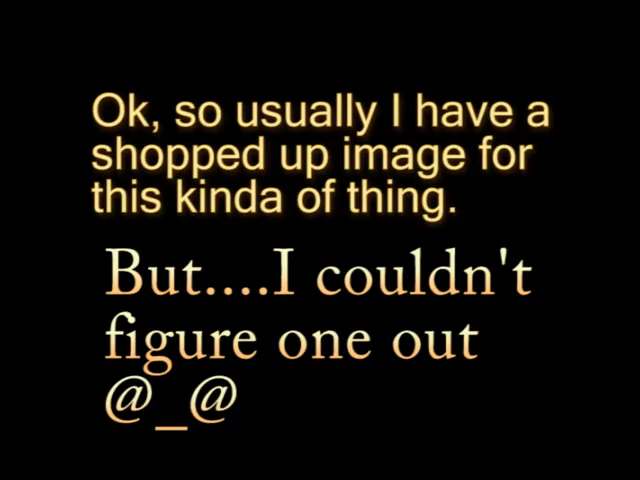 Ok, so usually I have a
shopped up image for
this kinda of thing.
But....I couldn't
figure one out
@_@